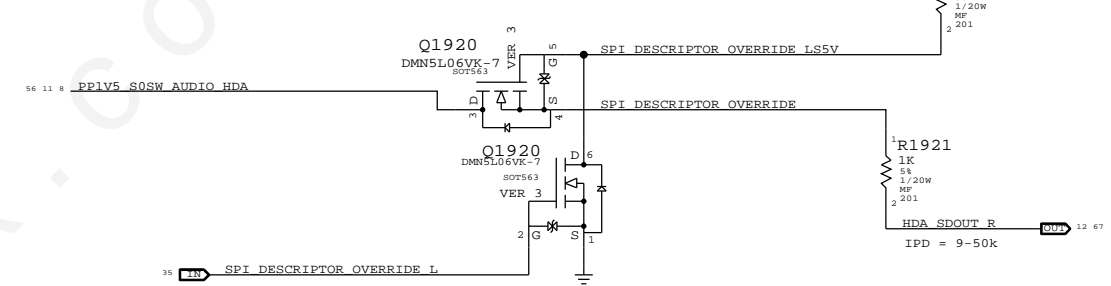 1/20W
MF
2 201
Q1920
DMN5L06VK-7
SOT563
VER 3
G 5
SPI DESCRIPTOR OVERRIDE LS5V
56 11 8 PP1V5 S0SW AUDIO HDA
3 D
S 4
SPI DESCRIPTOR OVERRIDE
1 R1921
1K
5%
1/20W
MF
2 201
Q1920
DMN5L06VK-7
SOT563
VER 3
D 6
2 G S 1
HDA SDOUT R OUT 12 67
IPD = 9-50k
35 IN SPI DESCRIPTOR OVERRIDE L